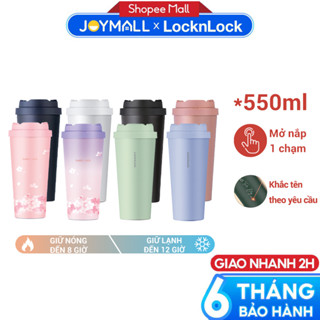 Shopee Mall
JOYMALL x LocknLock
*550ml
Mở nắp
1 chạm
Khắc tên
theo yêu cầu
GIỮ NÓNG
ĐẾN 8 GIỜ
GIỮ LẠNH
ĐẾN 12 GIỜ
GIAO NHANH 2H
6 THÁNG
BẢO HÀNH